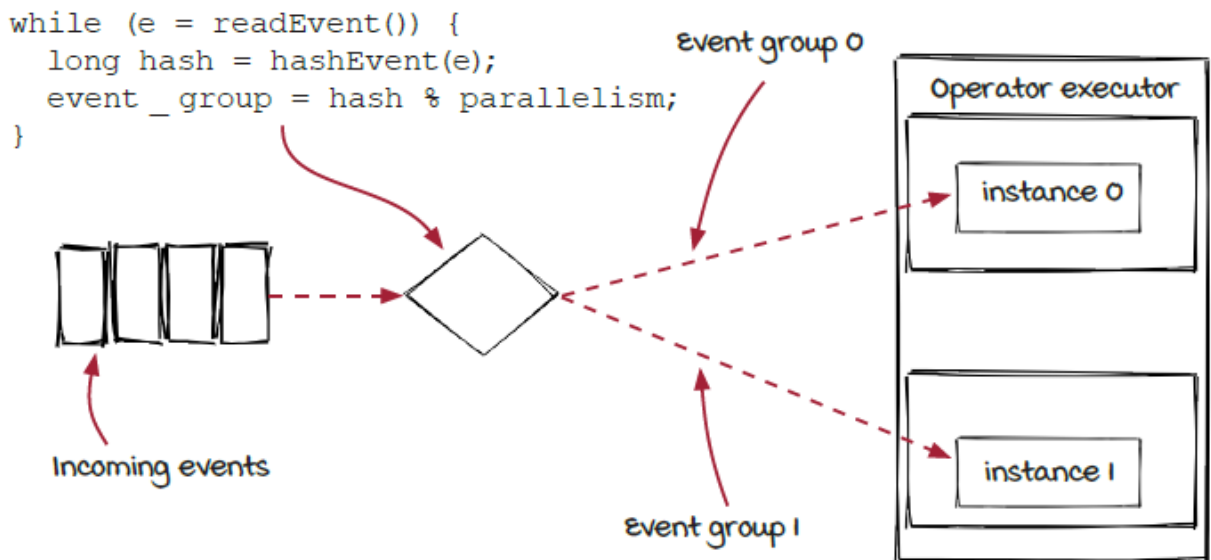 while (e = readEvent()) {
long hash = hashEvent(e);
event _ group = hash % parallelism;
}
Event group 0
Operator executor
instance 0
Incoming events
instance 1
Event group 1